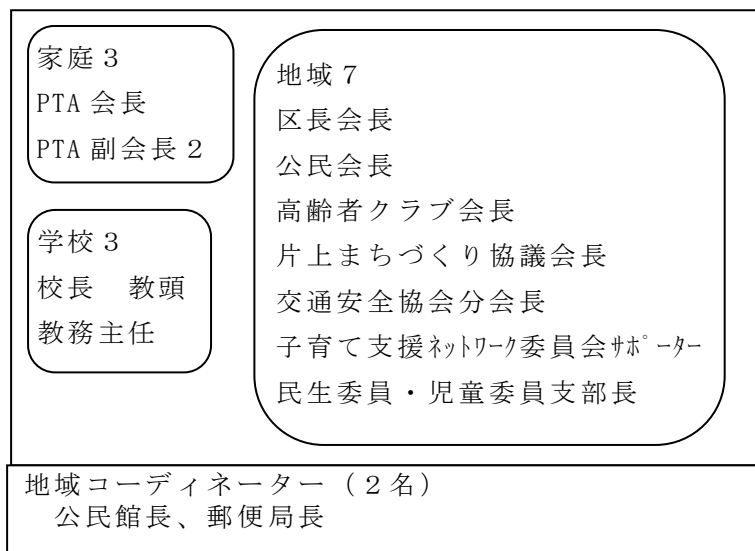 家庭３
PTA 会長
PTA 副会長２
学校３
校長　教頭
教務主任
地域７
区長会長
公民会長
高齢者クラブ会長
片上まちづくり協議会長
交通安全協会分会長
子育て支援ﾈｯﾄﾜｰｸ委員会ｻﾎﾟｰﾀｰ
民生委員・児童委員支部長
地域コーディネーター（２名）
公民館長、郵便局長